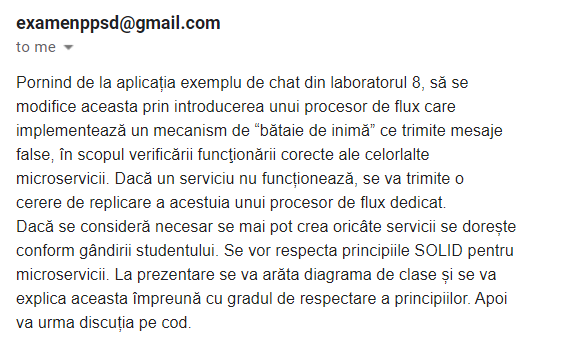 examenppsd@gmail.com
to me
Pornind de la aplicația exemplu de chat din laboratorul 8, să se
modifice aceasta prin introducerea unui procesor de flux care
implementează un mecanism de “bătaie de inimă” ce trimite mesaje
false, în scopul verificării funcţionării corecte ale celorlalte
microservicii. Dacă un serviciu nu funcționează, se va trimite o
cerere de replicare a acestuia unui procesor de flux dedicat.
Dacă se consideră necesar se mai pot crea oricâte servicii se dorește
conform gândirii studentului. Se vor respecta principiile SOLID pentru
microservicii. La prezentare se va arăta diagrama de clase și se va
explica aceasta împreună cu gradul de respectare a principiilor. Apoi
va urma discuția pe cod.